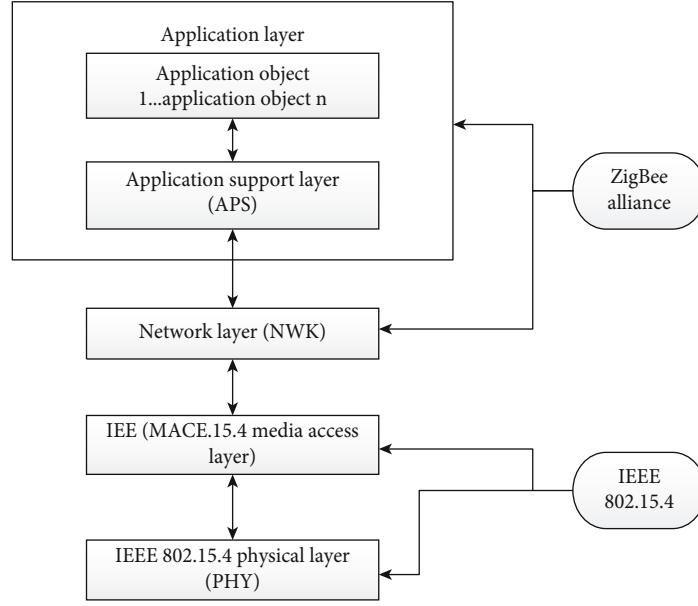 Application layer
Application object
1...application object n
Application support layer
(APS)
ZigBee
alliance
Network layer (NWK)
IEE (MACE.15.4 media access
layer)
IEEE
802.15.4
IEEE 802.15.4 physical layer
(PHY)